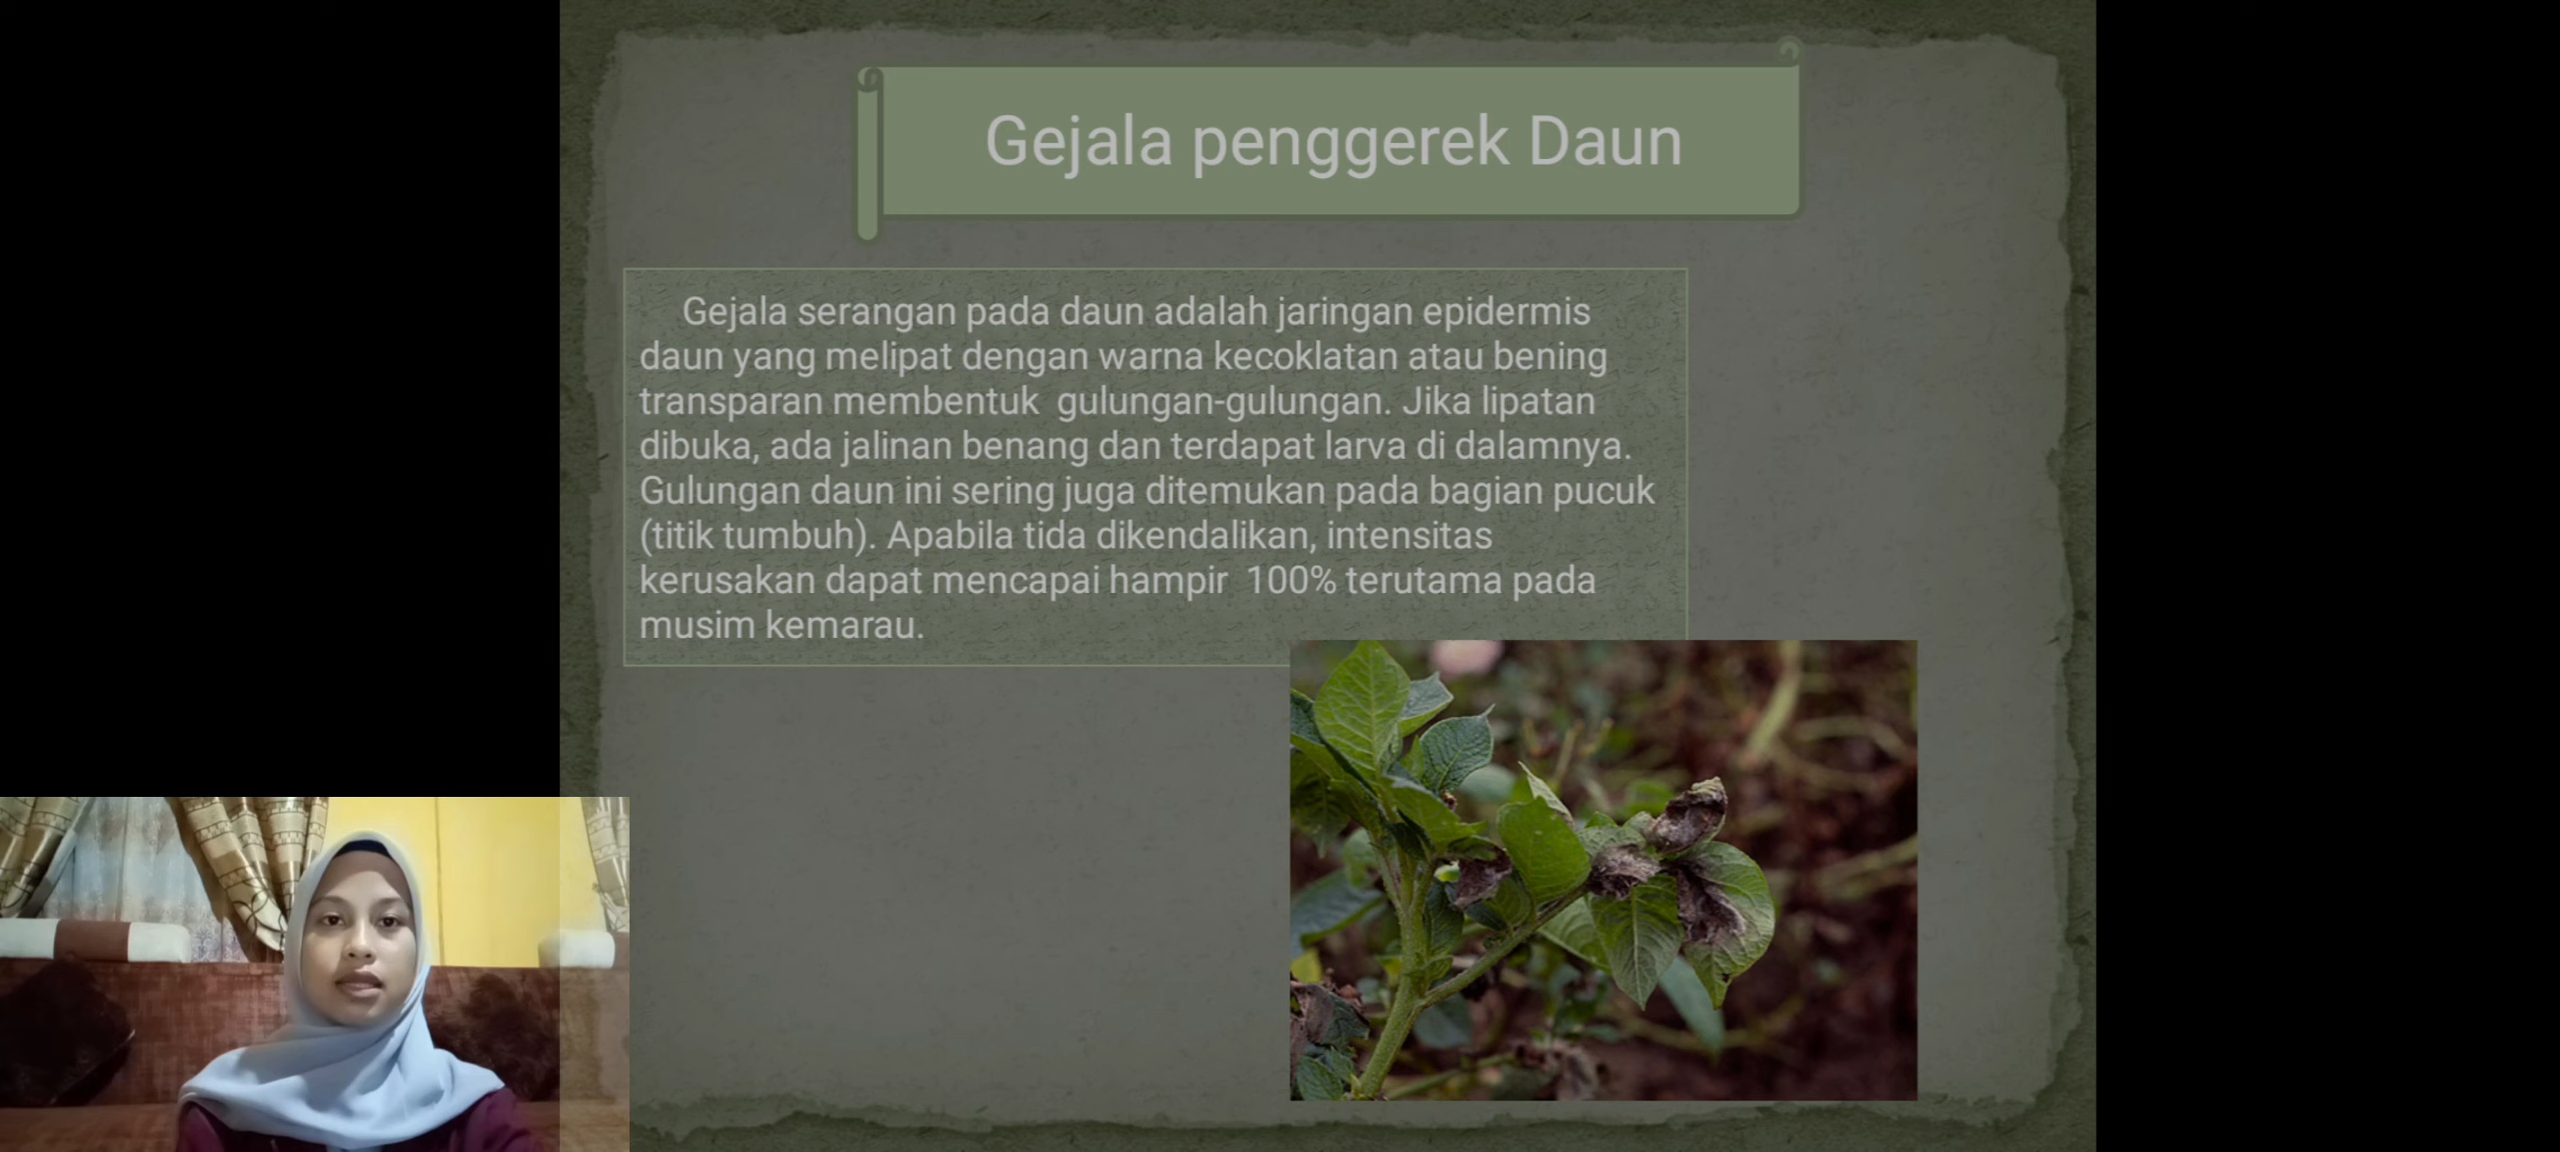 Gejala penggerek Daun
Gejala serangan pada daun adalah jaringan epidermis
daun yang melipat dengan warna kecoklatan atau bening
transparan membentuk gulungan-gulungan. Jika lipatan
dibuka, ada jalinan benang dan terdapat larva di dalamnya.
Gulungan daun ini sering juga ditemukan pada bagian pucuk
(titik tumbuh). Apabila tida dikendalikan, intensitas
kerusakan dapat mencapai hampir 100% terutama pada
musim kemarau.